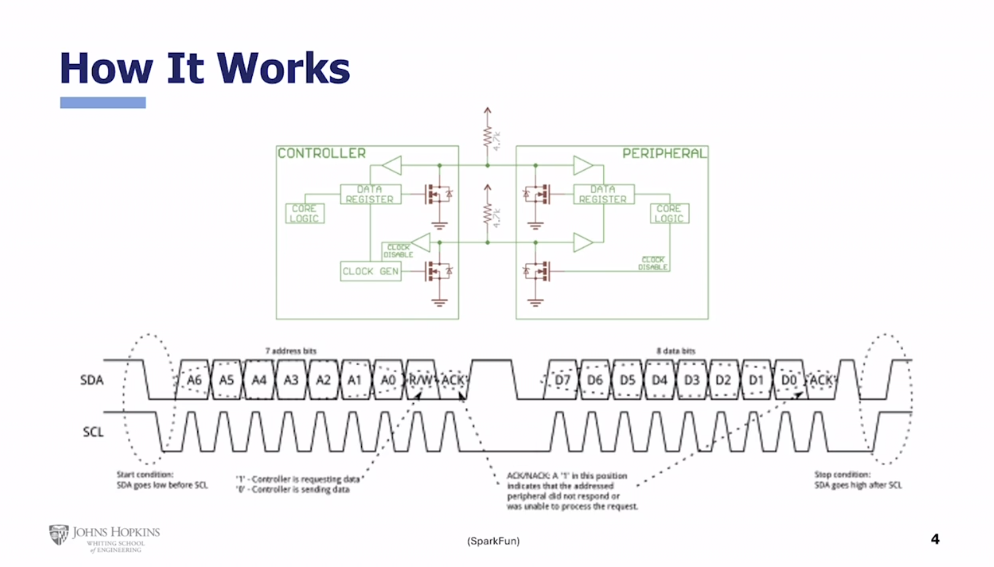 How It Works
4.7k
CONTROLLER
PERIPHERAL
DATA
REGISTER
DATA
REGISTER
CORE
LOGIC
4.7k
CORE
LOGIC
CLOCK
DISABLE
CLOCK GEN
CLOCK
DISABLE
7 address bits
8 data bits
SDA
A6 A5 A4 A3 A2 A1 A0 R/W ACK
D7 D6 D5 D4 D3 D2 D1 D0 ACK
SCL
Start condition:
SDA goes low before SCL
'1' - Controller is requesting data
'0' - Controller is sending data
ACK/NACK: A '1' in this position
indicates that the addressed
peripheral did not respond or
was unable to process the request.
Stop condition:
SDA goes high after SCL
JOHNS HOPKINS
WHITING SCHOOL
of ENGINEERING
(SparkFun)
4